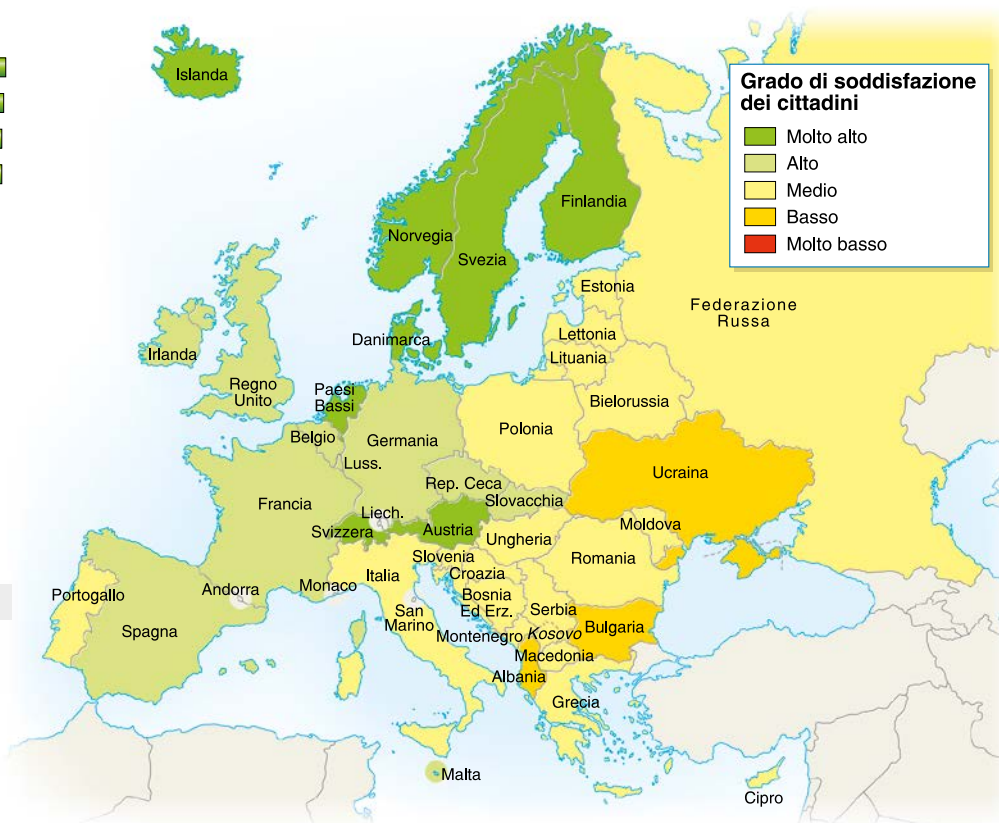 Islanda
Grado di soddisfazione
dei cittadini
Molto alto
Alto
Medio
Basso
Molto basso
Finlandia
Norvegia
Svezia
Estonia
Federazione
Russa
Lettonia
Danimarca
Lituania
Irlanda
Regno
Unito
Paesi
Bassi
Bielorussia
Polonia
Belgio
Germania
Luss.
Ucraina
Rep. Ceca
Slovacchia
Francia
Liech.
Svizzera
Austria
Moldova
Ungheria
Romania
Slovenia
Croazia
Italia
Monaco
Andorra
Portogallo
Bosnia
Ed Erz.
Serbia
San
Marino
Spagna
Montenegro
Kosovo
Bulgaria
Macedonia
Albania
Grecia
Malta
Cipro